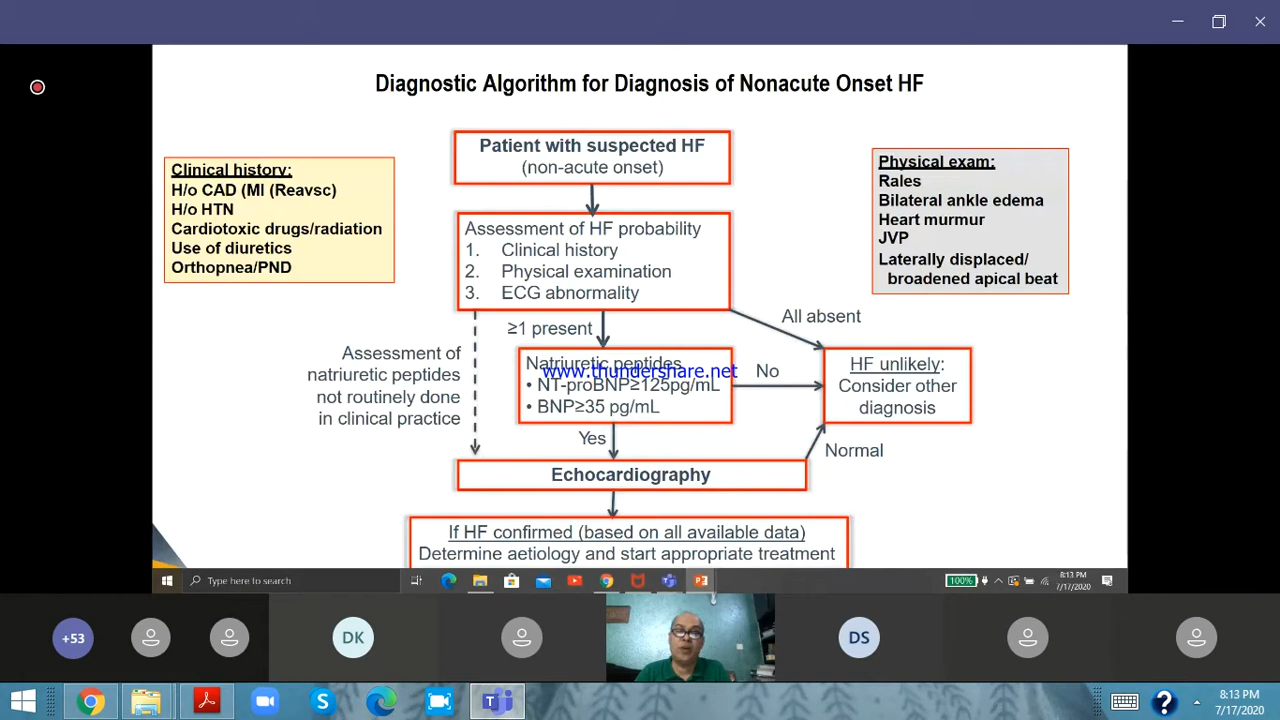 Diagnostic Algorithm for Diagnosis of Nonacute Onset HF
Patient with suspected HF
(non-acute onset)
Clinical history:
H/o CAD (MI (Reavsc)
H/o HTN
Cardiotoxic drugs/radiation
Use of diuretics
Orthopnea/PND
Physical exam:
Rales
Bilateral ankle edema
Heart murmur
JVP
Laterally displaced/
broadened apical beat
Assessment of HF probability
1. Clinical history
2. Physical examination
3. ECG abnormality
All absent
≥1 present
Assessment of
natriuretic peptides
not routinely done
in clinical practice
Natriuretic peptides
www.thundershare.net
• NT-proBNP≥125pg/mL
• BNP≥35 pg/mL
No
HF unlikely:
Consider other
diagnosis
Yes
Normal
Echocardiography
If HF confirmed (based on all available data)
Determine aetiology and start appropriate treatment
Type here to search
100%
8:13 PM
7/17/2020
+53
DK
DS
8:13 PM
7/17/2020